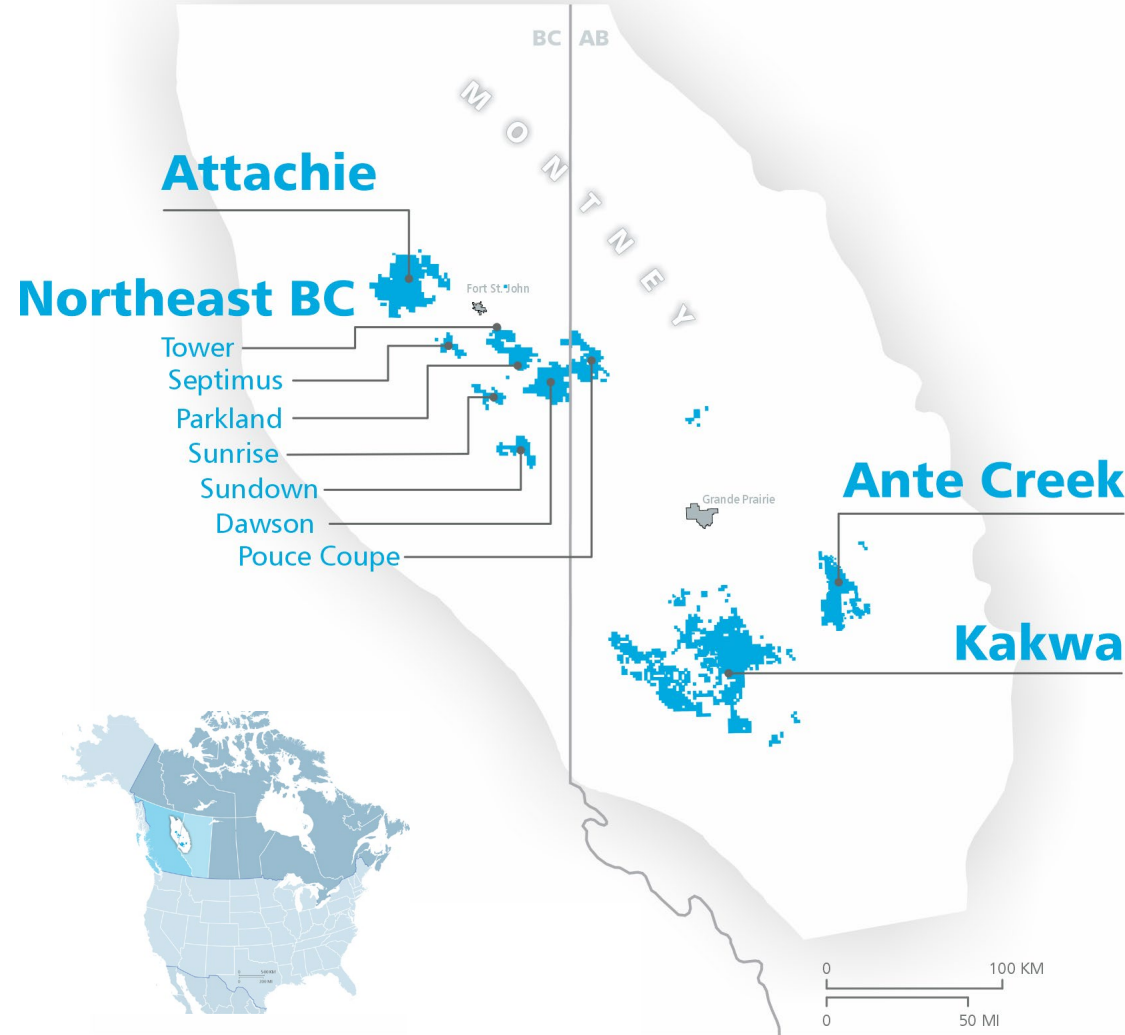 BC AB
MONTNEY
Attachie
Northeast BC
Fort St. John
Tower
Septimus
Parkland
Sunrise
Sundown
Dawson
Pouce Coupe
Grande Prairie
Ante Creek
Kakwa
0 100 KM
0 50 MI